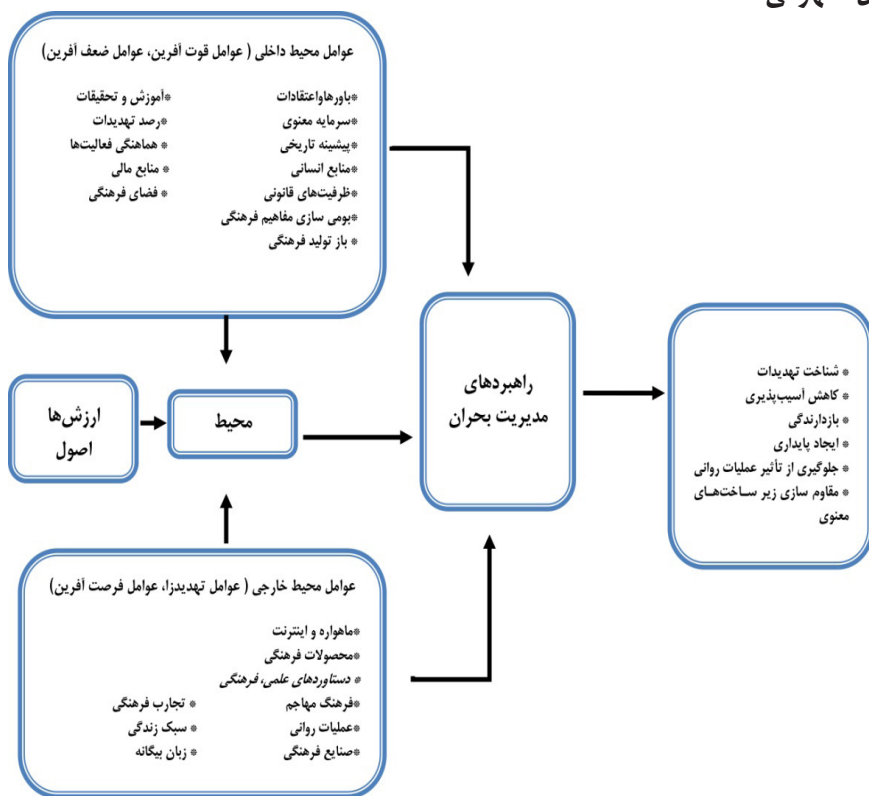 عوامل محیط داخلی ( عوامل قوت آفرین، عوامل ضعف آفرین)
*باورهاواعتقادات
*سرمایه معنوی
*پیشینه تاریخی
*منابع انسانی
*ظرفیت‌های قانونی
*بومی سازی مفاهیم فرهنگی
* باز تولید فرهنگی
*آموزش و تحقیقات
* رصد تهدیدات
* هماهنگی فعالیت‌ها
* منابع مالی
* فضای فرهنگی
ارزش‌ها
اصول
محیط
راهبردهای
مدیریت بحران
* شناخت تهدیدات
* کاهش آسیب‌پذیری
* بازدارندگی
* ایجاد پایداری
* جلوگیری از تأثیر عملیات روانی
* مقاوم سازی زیر ساخت‌های
معنوی
عوامل محیط خارجی ( عوامل تهدیدزا، عوامل فرصت آفرین)
*ماهواره و اینترنت
*محصولات فرهنگی
* دستاوردهای علمی، فرهنگی
*فرهنگ مهاجم
*عملیات روانی
*صنایع فرهنگی
* تجارب فرهنگی
* سبک زندگی
* زبان بیگانه